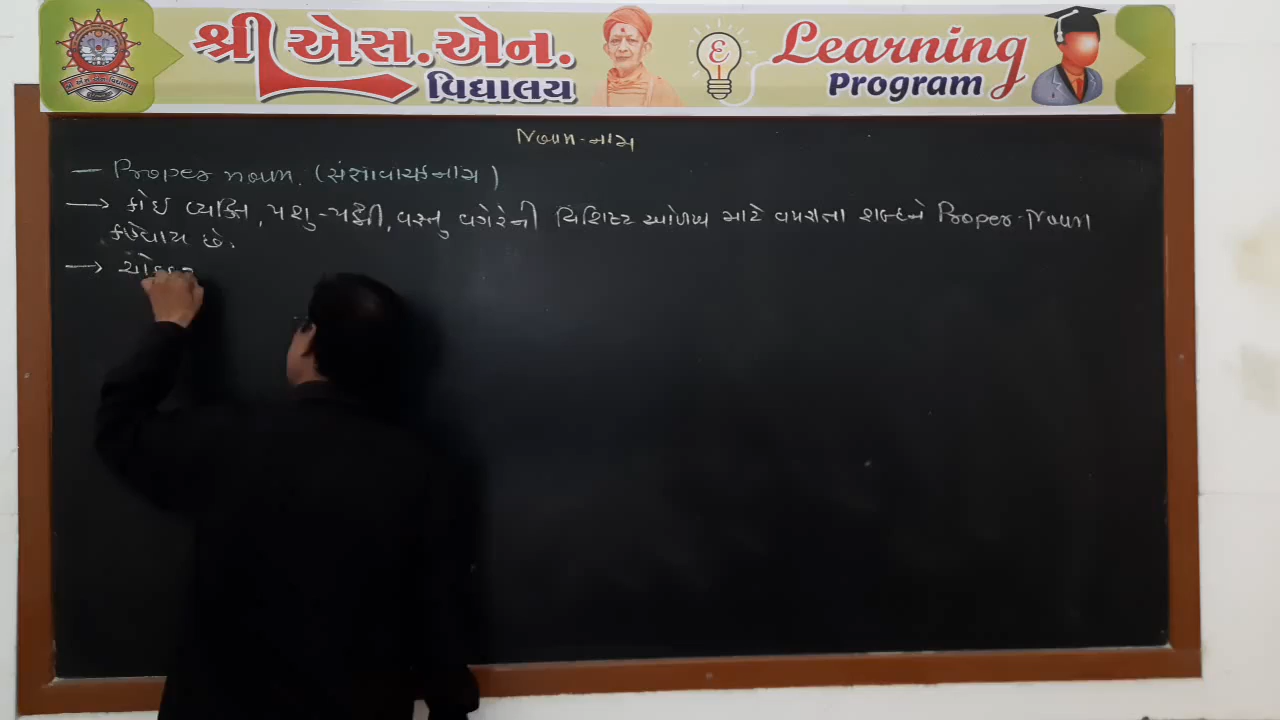 શ્રી એસ.એન.
વિદ્યાલય
Learning
Program
Noun-નામ
— Proper noun. (સંજ્ઞાવાચક નામ)
→ કોઈ વ્યક્તિ, પશુ-પક્ષી, વસ્તુ વગેરેની વિશિષ્ટ ઓળખ માટે વપરાતા શબ્દને Proper-Noun
કહેવાય છે.
→